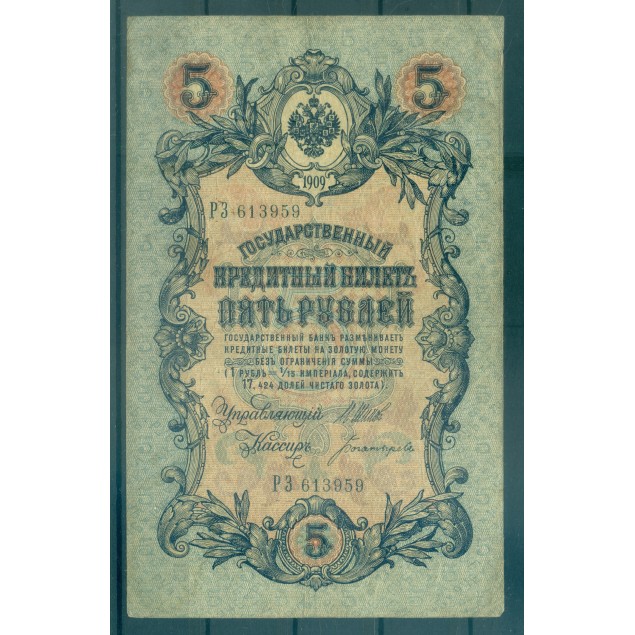 5 5
1909
РЗ 613959
ГОСУДАРСТВЕННЫЙ
КРЕДИТНЫЙ БИЛЕТЪ
ПЯТЬ РУБЛЕЙ
ГОСУДАРСТВЕННЫЙ БАНКЪ РАЗМѢНИВАЕТЪ
КРЕДИТНЫЕ БИЛЕТЫ НА ЗОЛОТУЮ МОНЕТУ
БЕЗЪ ОГРАНИЧЕНІЯ СУММЫ
(1 РУБЛЬ = 1/15 ИМПЕРІАЛА, СОДЕРЖИТЪ
17,424 ДОЛЕЙ ЧИСТАГО ЗОЛОТА).
Управляющій
Кассиръ Богатырев
РЗ 613959
5